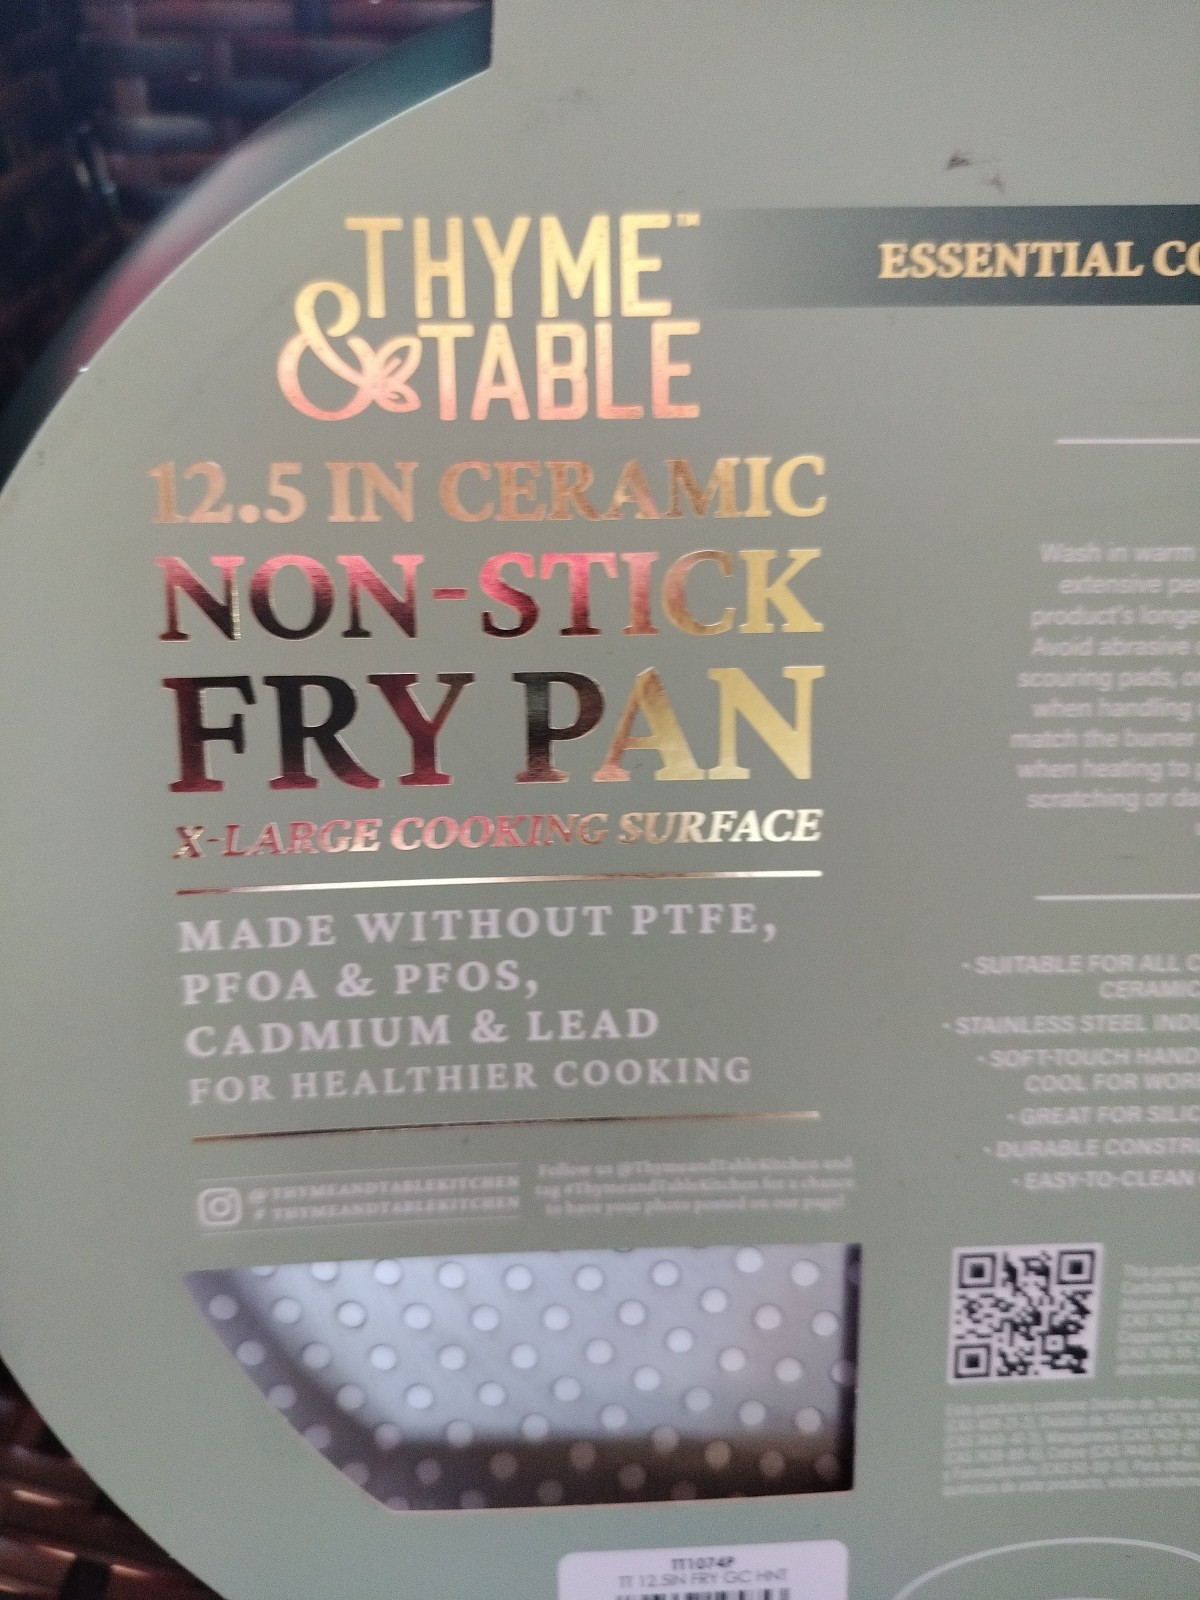 THYME™
& TABLE
ESSENTIAL CO
12.5 IN CERAMIC
NON-STICK
FRY PAN
X-LARGE COOKING SURFACE
MADE WITHOUT PTFE,
PFOA & PFOS,
CADMIUM & LEAD
FOR HEALTHIER COOKING
@THYMEANDTABLEKITCHEN
# THYMEANDTABLEKITCHEN
Follow us @ThymeandTableKitchen and
tag #ThymeandTableKitchen for a chance
to have your photo posted on our page!
Wash in warm
extensive pe
product's longe
Avoid abrasive
scouring pads, o
when handling
match the burner
when heating to p
scratching or da
• SUITABLE FOR ALL C
CERAMIC
• STAINLESS STEEL IND
• SOFT-TOUCH HAND
COOL FOR WOR
• GREAT FOR SILIC
• DURABLE CONSTRU
• EASY-TO-CLEAN
TT1074P
TT 12.5IN FRY GC HNT